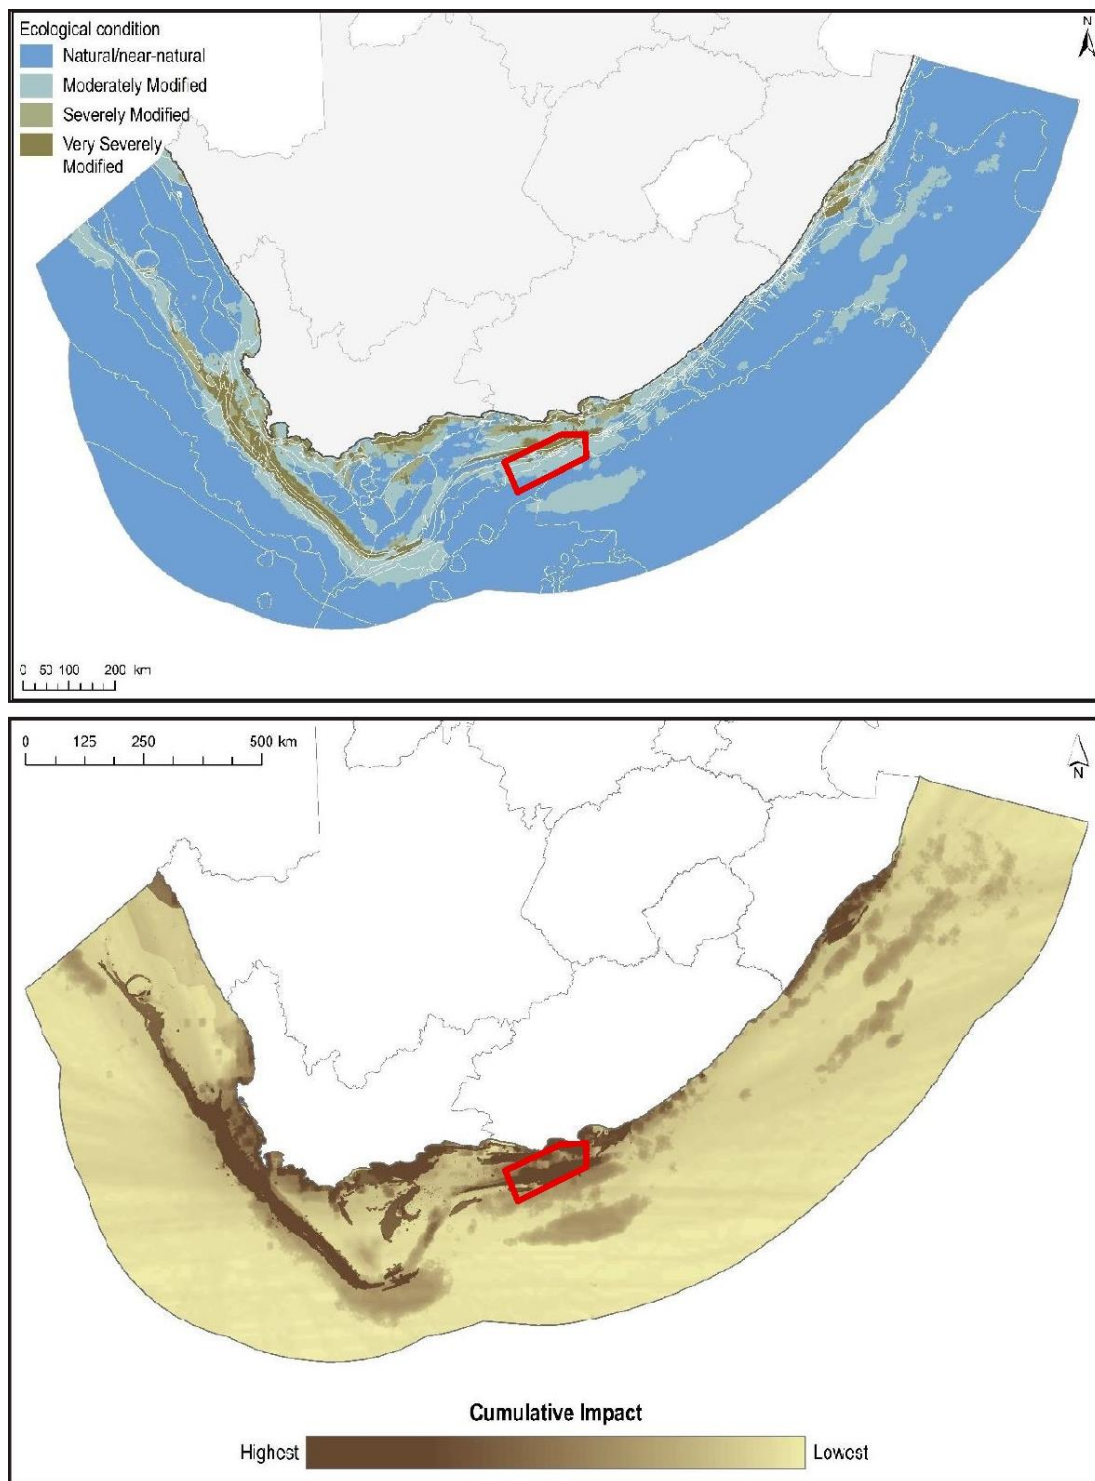 Ecological condition
Natural/near-natural
Moderately Modified
Severely Modified
Very Severely
Modified
N
0 50 100 200 km
0 125 250 500 km
N
Cumulative Impact
Highest Lowest